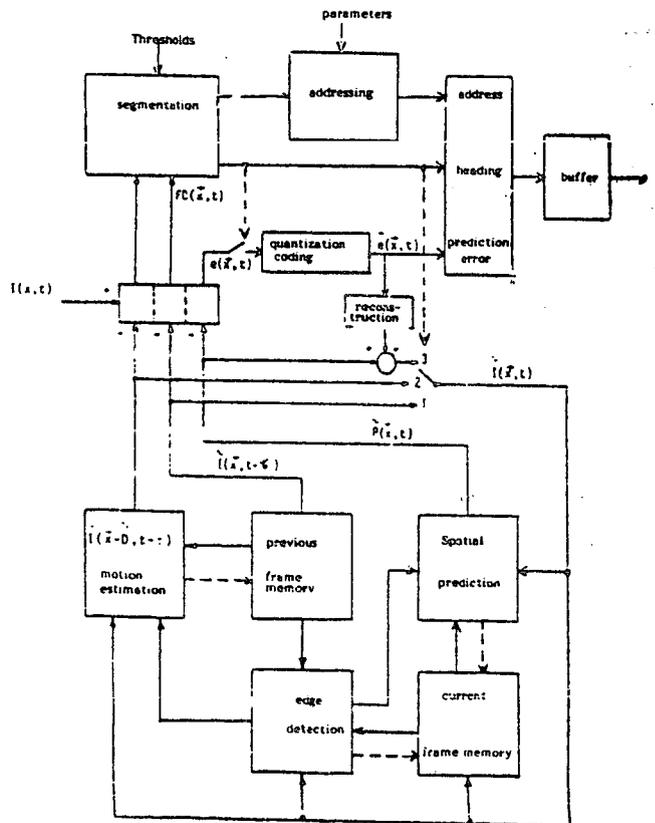 parameters
Thresholds
segmentation
addressing
address
heading
buffer
FD(x̄,t)
e(x̄,t)
quantization
coding
e(x̄,t)
prediction
error
I(x,t)
recons-
truction
3
2
1
Ĩ(x̄,t)
P̃(x̄,t)
previous
frame
memory
motion
estimation
Spatial
prediction
edge
detection
current
frame memory